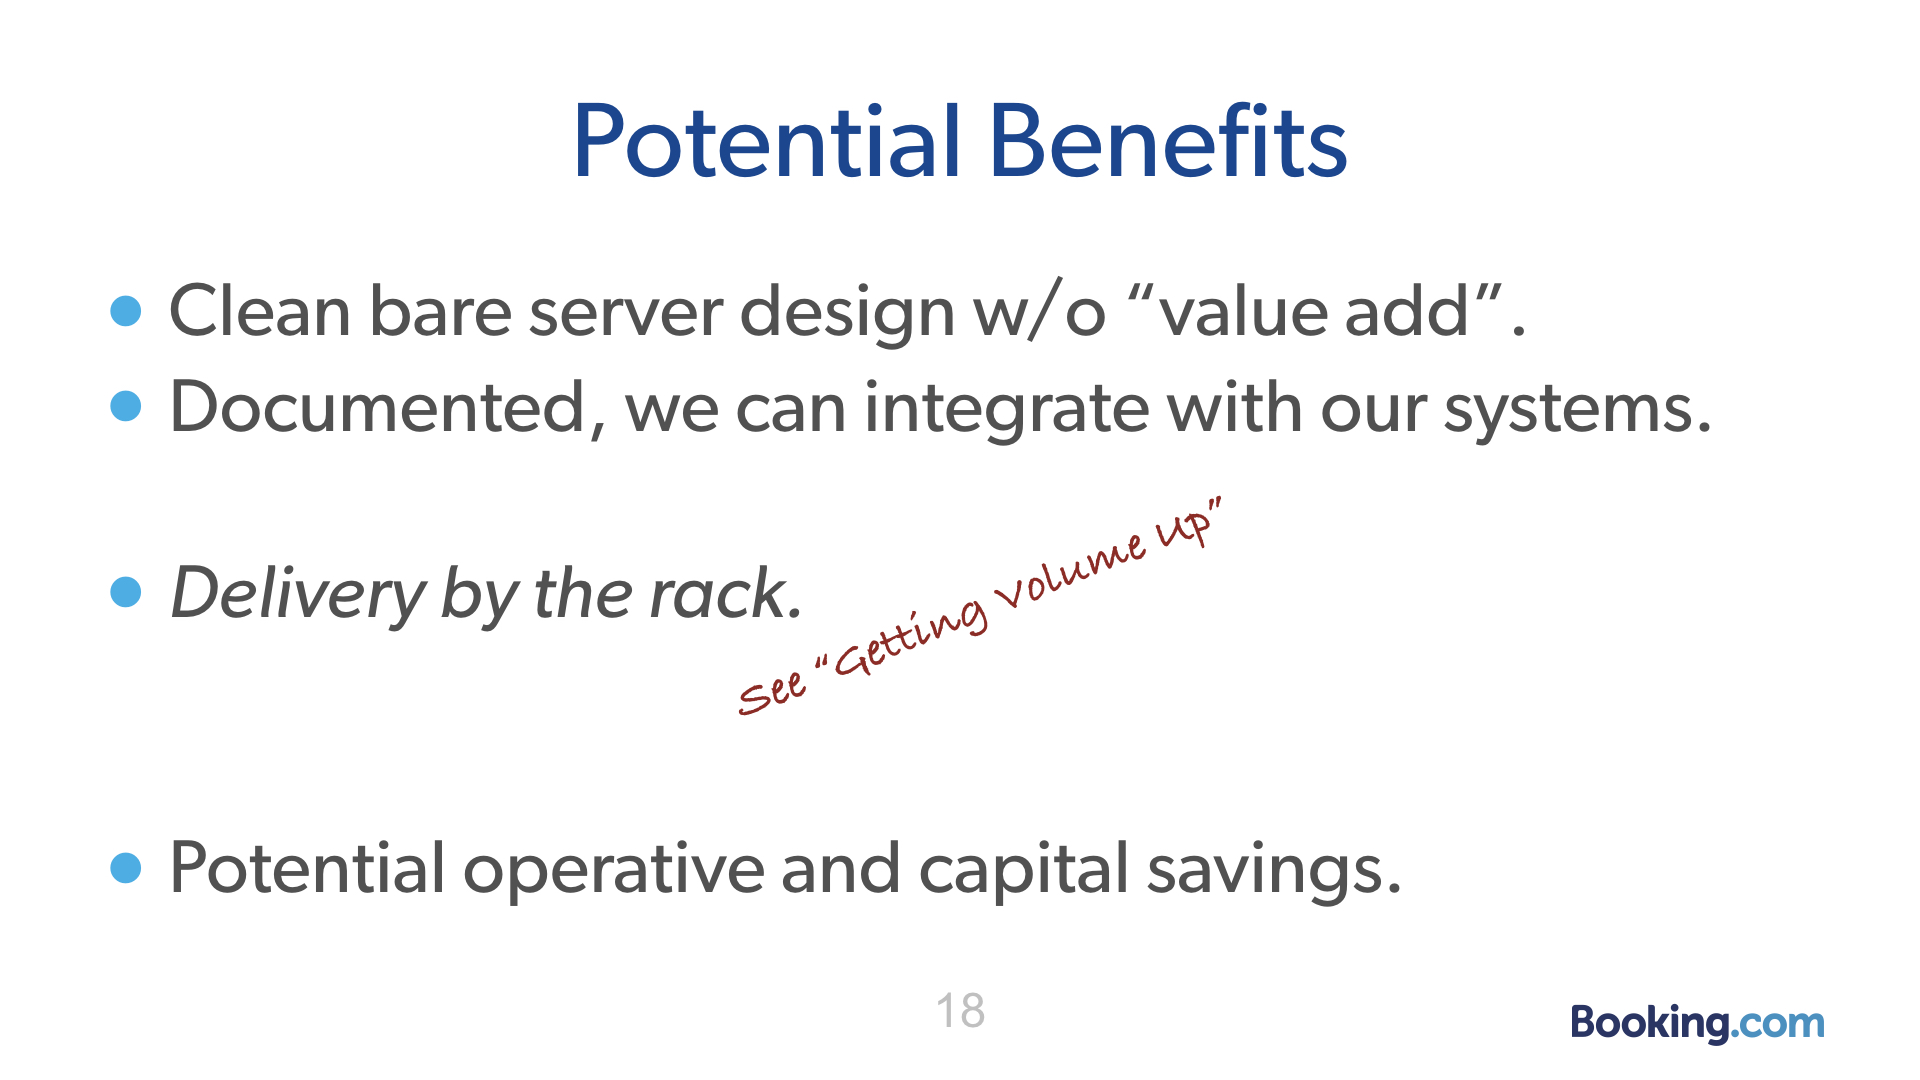 Potential Benefits
• Clean bare server design w/o “value add”.
• Documented, we can integrate with our systems.
• Delivery by the rack.
See “Getting volume up”
• Potential operative and capital savings.
18
Booking.com